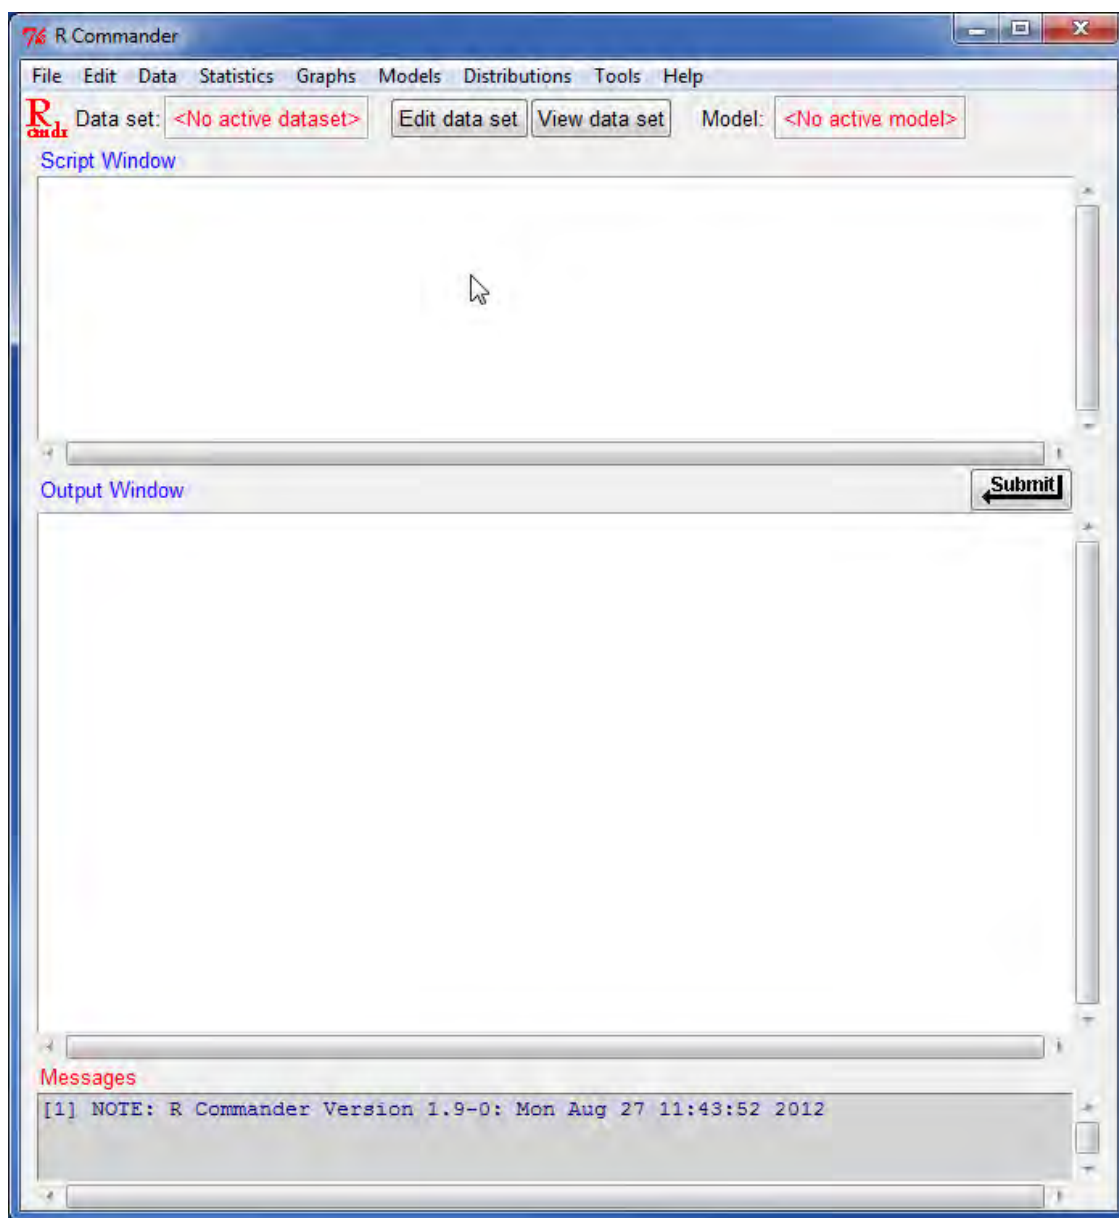 R Commander
File Edit Data Statistics Graphs Models Distributions Tools Help
R cmdr Data set: <No active dataset> Edit data set View data set Model: <No active model>
Script Window
Output Window
Submit
Messages
[1] NOTE: R Commander Version 1.9-0: Mon Aug 27 11:43:52 2012